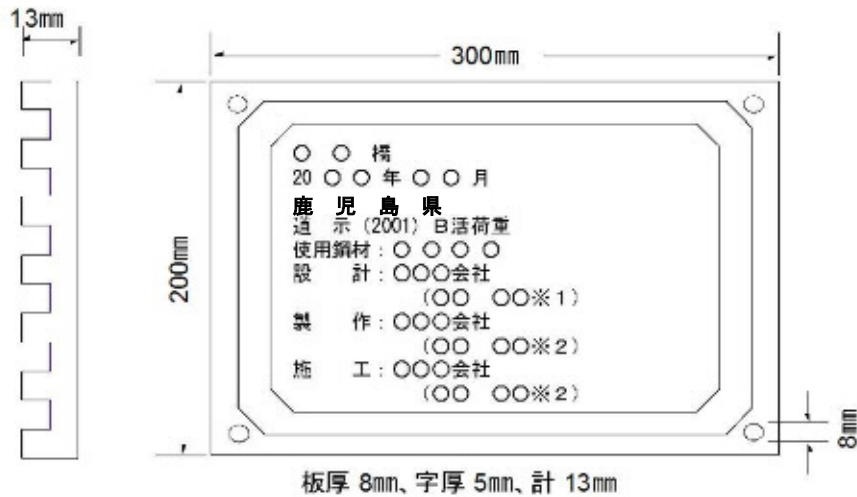 13mm
300mm
200mm
○ ○ 橋
20 ○ ○ 年 ○ ○ 月
鹿 児 島 県
道 示 (2001) B活荷重
使用鋼材:○ ○ ○ ○
設 計:○○○会社
(○○ ○○※1)
製 作:○○○会社
(○○ ○○※2)
施 工:○○○会社
(○○ ○○※2)
8mm
板厚 8mm、字厚 5mm、計 13mm